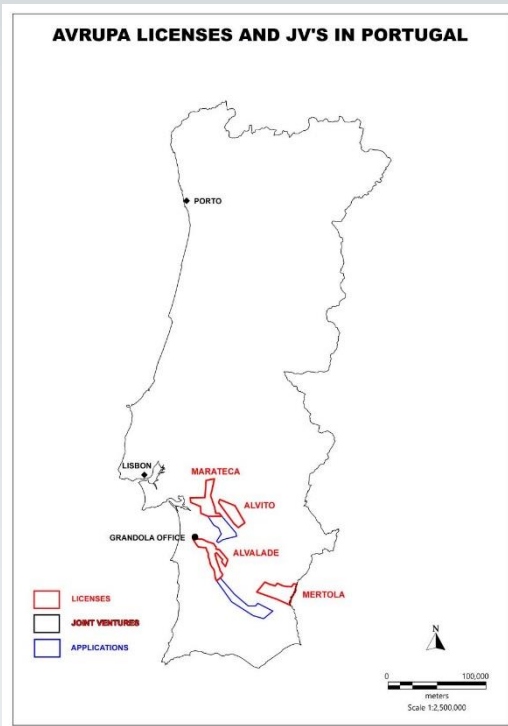 AVRUPA LICENSES AND JV'S IN PORTUGAL
PORTO
LISBON
MARATECA
ALVITO
GRANDOLA OFFICE
ALVALADE
MERTOLA
LICENSES
JOINT VENTURES
APPLICATIONS
N
0 100,000
meters
Scale 1:2,500,000